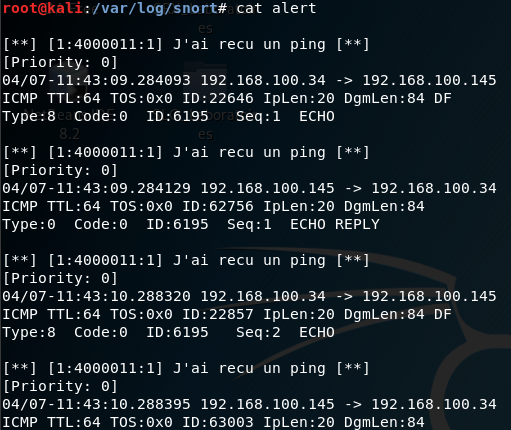 root@kali:/var/log/snort# cat alert
[**] [1:4000011:1] J'ai recu un ping [**]
[Priority: 0]
04/07-11:43:09.284093 192.168.100.34 -> 192.168.100.145
ICMP TTL:64 TOS:0x0 ID:22646 IpLen:20 DgmLen:84 DF
Type:8  Code:0  ID:6195   Seq:1  ECHO
[**] [1:4000011:1] J'ai recu un ping [**]
[Priority: 0]
04/07-11:43:09.284129 192.168.100.145 -> 192.168.100.34
ICMP TTL:64 TOS:0x0 ID:62756 IpLen:20 DgmLen:84
Type:0  Code:0  ID:6195  Seq:1  ECHO REPLY
[**] [1:4000011:1] J'ai recu un ping [**]
[Priority: 0]
04/07-11:43:10.288320 192.168.100.34 -> 192.168.100.145
ICMP TTL:64 TOS:0x0 ID:22857 IpLen:20 DgmLen:84 DF
Type:8  Code:0  ID:6195   Seq:2  ECHO
[**] [1:4000011:1] J'ai recu un ping [**]
[Priority: 0]
04/07-11:43:10.288395 192.168.100.145 -> 192.168.100.34
ICMP TTL:64 TOS:0x0 ID:63003 IpLen:20 DgmLen:84